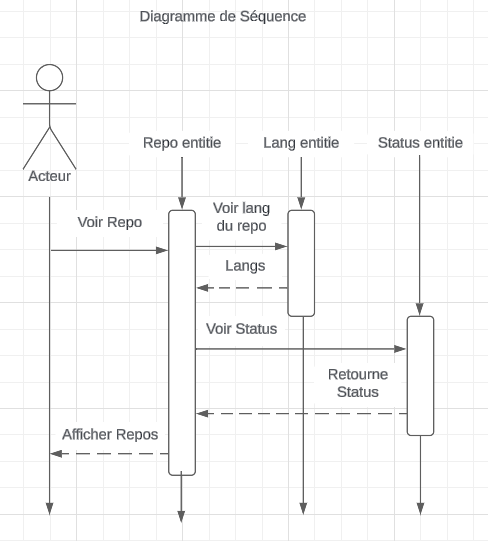 Diagramme de Séquence
Repo entitie
Lang entitie
Status entitie
Acteur
Voir Repo
Voir lang
du repo
Langs
Voir Status
Retourne
Status
Afficher Repos